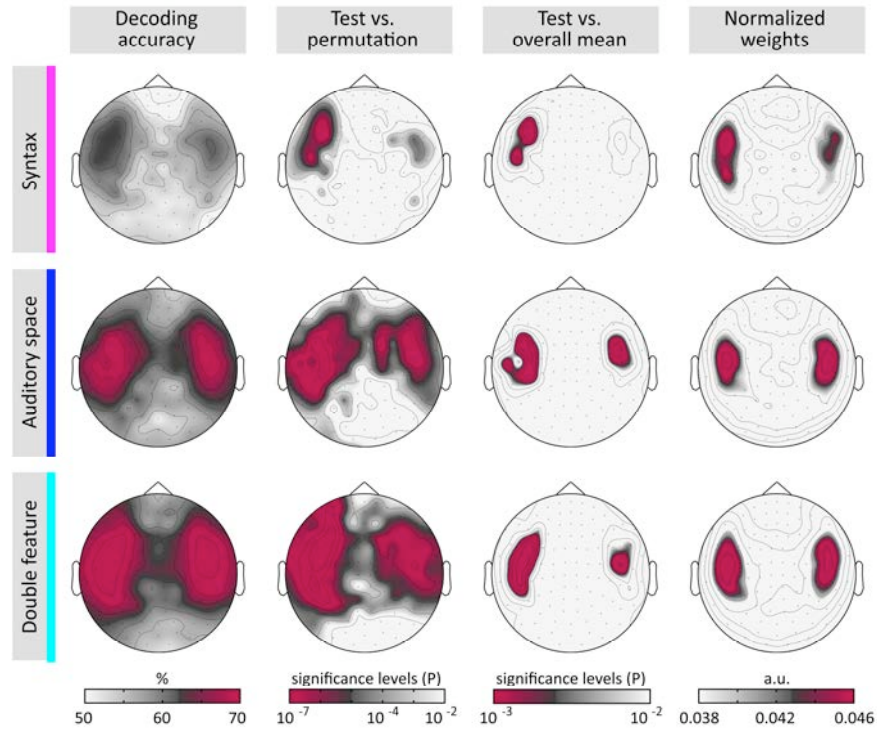 Decoding
accuracy
Test vs.
permutation
Test vs.
overall mean
Normalized
weights
Syntax
Auditory space
Double feature
%
50 60 70
significance levels (P)
10⁻⁷ 10⁻⁴ 10⁻²
significance levels (P)
10⁻³ 10⁻²
a.u.
0.038 0.042 0.046